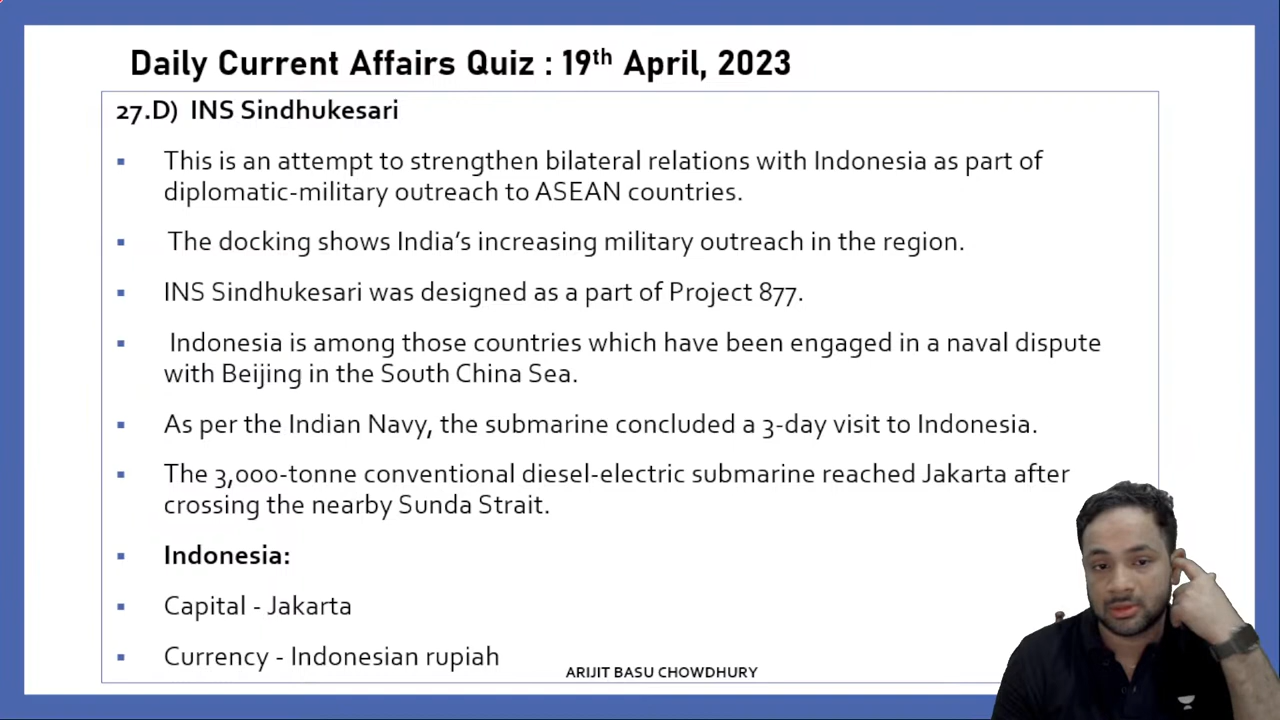 Daily Current Affairs Quiz : 19th April, 2023
27.D) INS Sindhukesari
▪ This is an attempt to strengthen bilateral relations with Indonesia as part of
diplomatic-military outreach to ASEAN countries.
▪ The docking shows India’s increasing military outreach in the region.
▪ INS Sindhukesari was designed as a part of Project 877.
▪ Indonesia is among those countries which have been engaged in a naval dispute
with Beijing in the South China Sea.
▪ As per the Indian Navy, the submarine concluded a 3-day visit to Indonesia.
▪ The 3,000-tonne conventional diesel-electric submarine reached Jakarta after
crossing the nearby Sunda Strait.
▪ Indonesia:
▪ Capital - Jakarta
▪ Currency - Indonesian rupiah
ARIJIT BASU CHOWDHURY